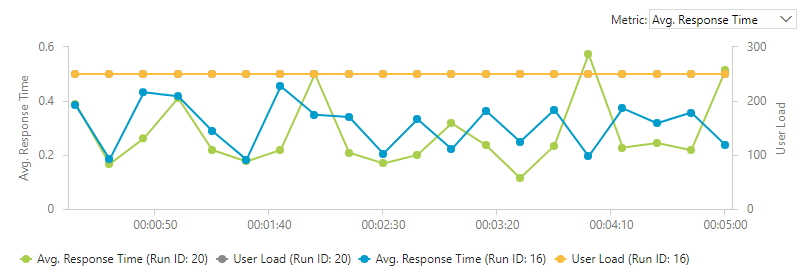 Metric: Avg. Response Time
0.6
0.4
0.2
0
Avg. Response Time
300
200
100
0
User Load
00:00:50 00:01:40 00:02:30 00:03:20 00:04:10 00:05:00
Avg. Response Time (Run ID: 20) User Load (Run ID: 20) Avg. Response Time (Run ID: 16) User Load (Run ID: 16)